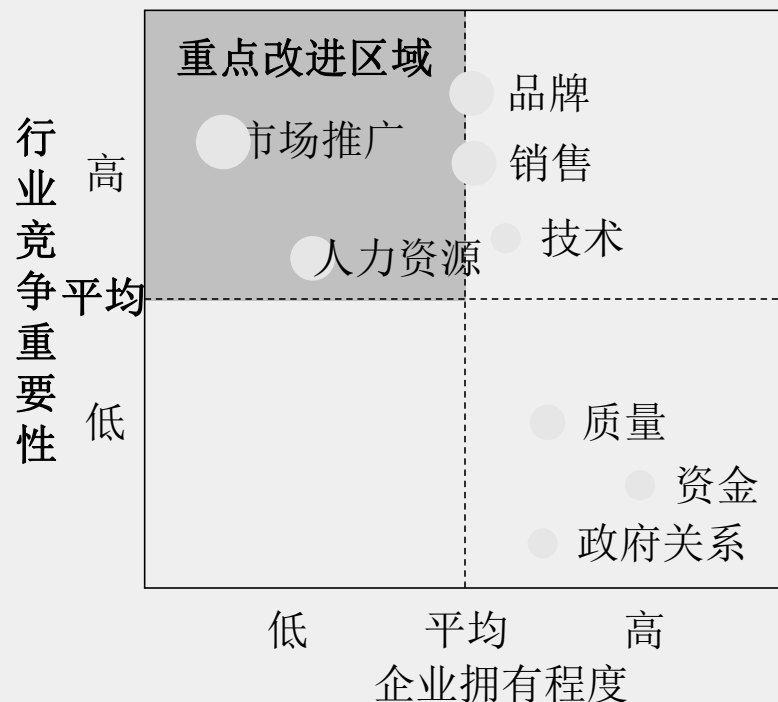 重点改进区域
品牌
市场推广
销售
高
技术
人力资源
平均
行业竞争重要性
低
质量
资金
政府关系
低
平均
高
企业拥有程度